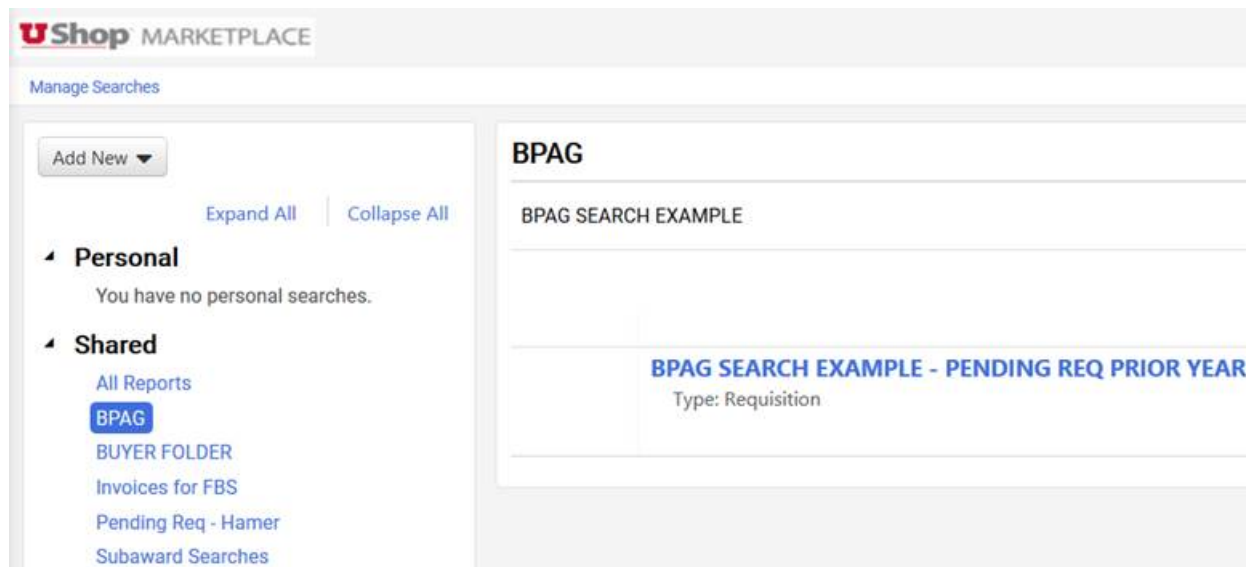 UShop MARKETPLACE
Manage Searches
Add New
Expand All
Collapse All
Personal
You have no personal searches.
Shared
All Reports
BPAG
BUYER FOLDER
Invoices for FBS
Pending Req - Hamer
Subaward Searches
BPAG
BPAG SEARCH EXAMPLE
BPAG SEARCH EXAMPLE - PENDING REQ PRIOR YEAR
Type: Requisition